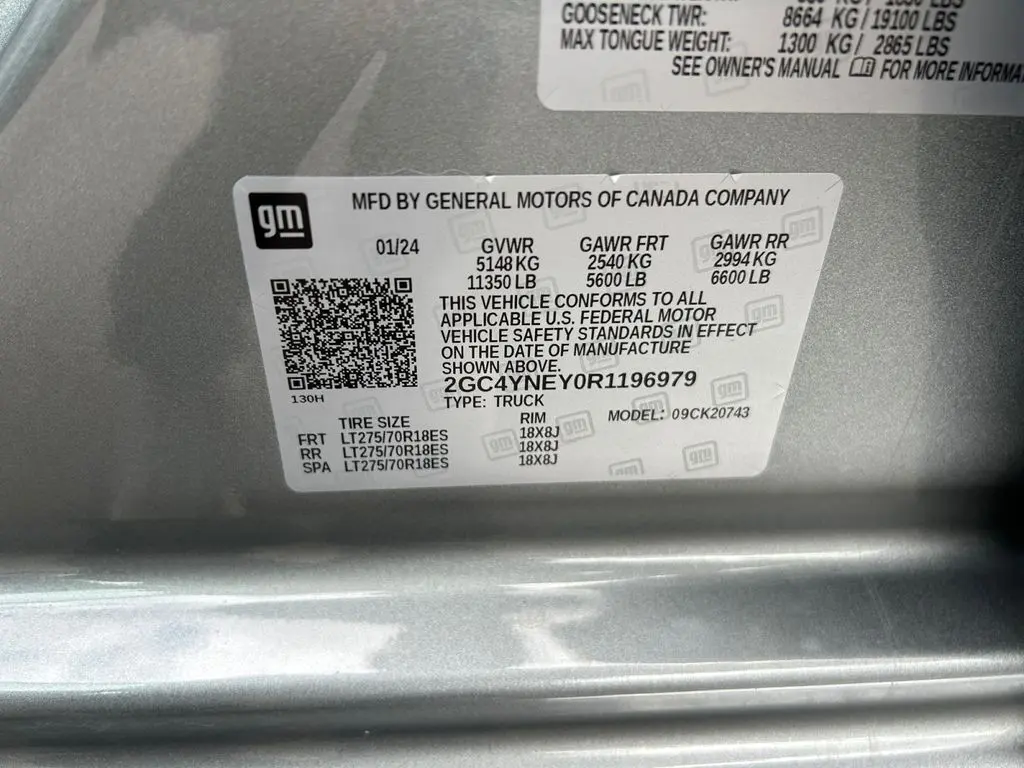 GOOSENECK TWR: 8664 KG / 19100 LBS
MAX TONGUE WEIGHT: 1300 KG / 2865 LBS
SEE OWNER'S MANUAL FOR MORE
gm
MFD BY GENERAL MOTORS OF CANADA COMPANY
01/24 GVWR GAWR FRT GAWR RR
5148 KG 2540 KG 2994 KG
11350 LB 5600 LB 6600 LB
THIS VEHICLE CONFORMS TO ALL
APPLICABLE U.S. FEDERAL MOTOR
VEHICLE SAFETY STANDARDS IN EFFECT
ON THE DATE OF MANUFACTURE
SHOWN ABOVE.
2GC4YNEY0R1196979
130H
TYPE: TRUCK
MODEL: 09CK20743
TIRE SIZE RIM
FRT LT275/70R18ES 18X8J
RR LT275/70R18ES 18X8J
SPA LT275/70R18ES 18X8J